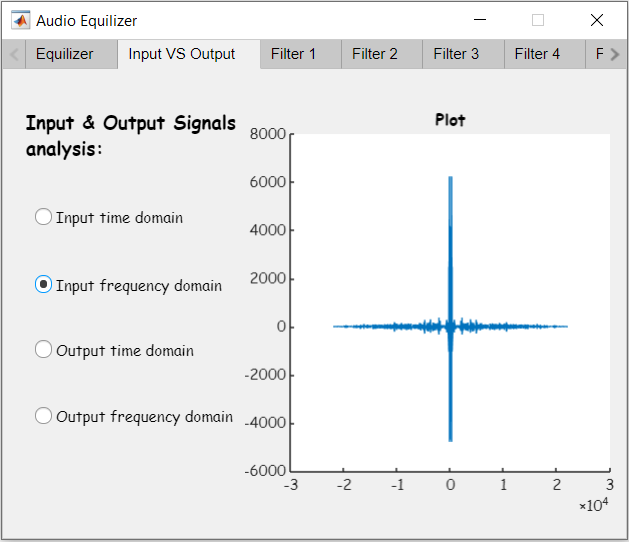 Audio Equilizer
Equilizer Input VS Output Filter 1 Filter 2 Filter 3 Filter 4 F
Input & Output Signals
analysis:
Input time domain
Input frequency domain
Output time domain
Output frequency domain
Plot
8000
6000
4000
2000
0
-2000
-4000
-6000
-3 -2 -1 0 1 2 3
×10⁴